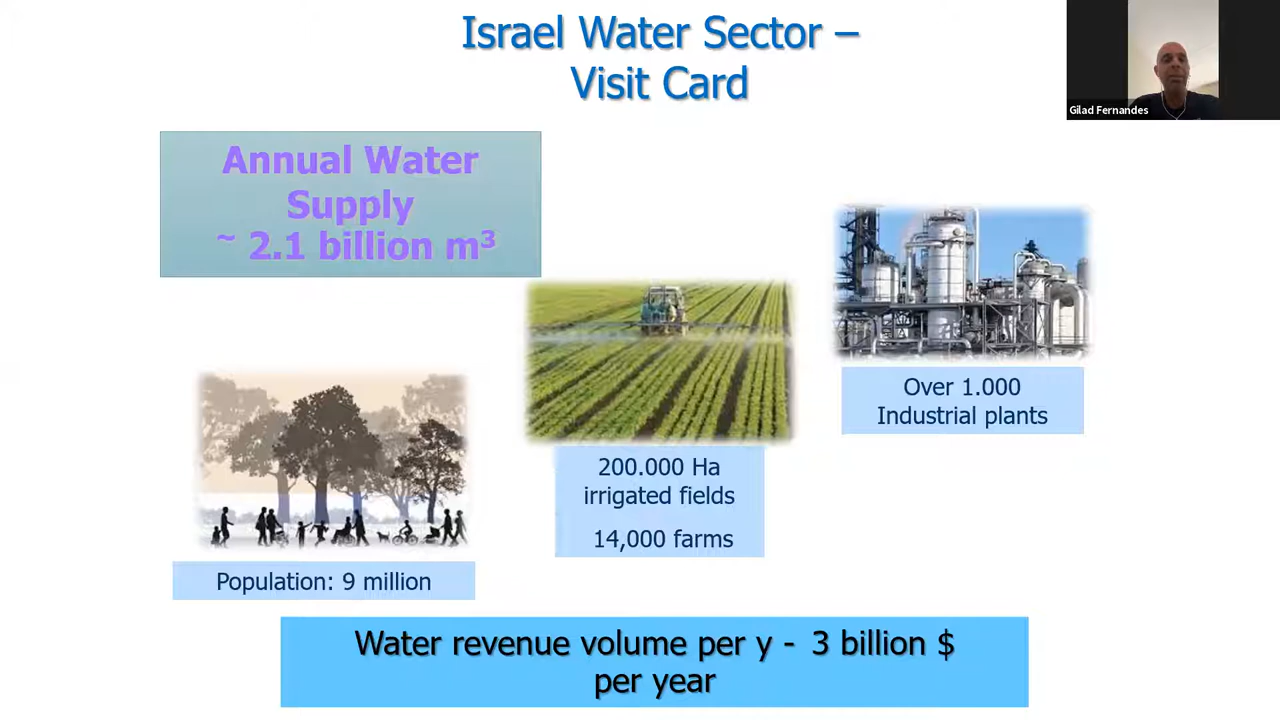 Israel Water Sector –
Visit Card
Gilad Fernandes
Annual Water
Supply
~ 2.1 billion m³
Over 1.000
Industrial plants
200.000 Ha
irrigated fields
14,000 farms
Population: 9 million
Water revenue volume per y - 3 billion $
per year